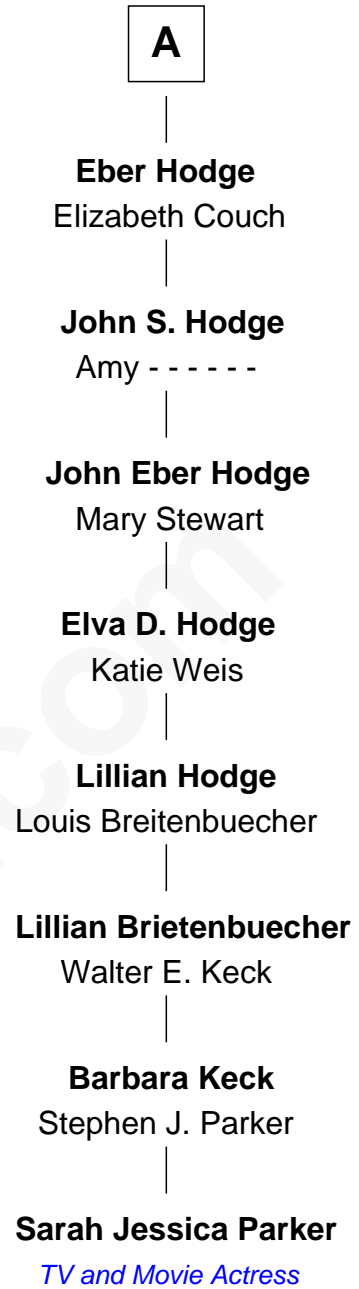 A
Eber Hodge
Elizabeth Couch
John S. Hodge
Amy - - - - - -
John Eber Hodge
Mary Stewart
Elva D. Hodge
Katie Weis
Lillian Hodge
Louis Breitenbuecher
Lillian Brietenbuecher
Walter E. Keck
Barbara Keck
Stephen J. Parker
Sarah Jessica Parker
TV and Movie Actress